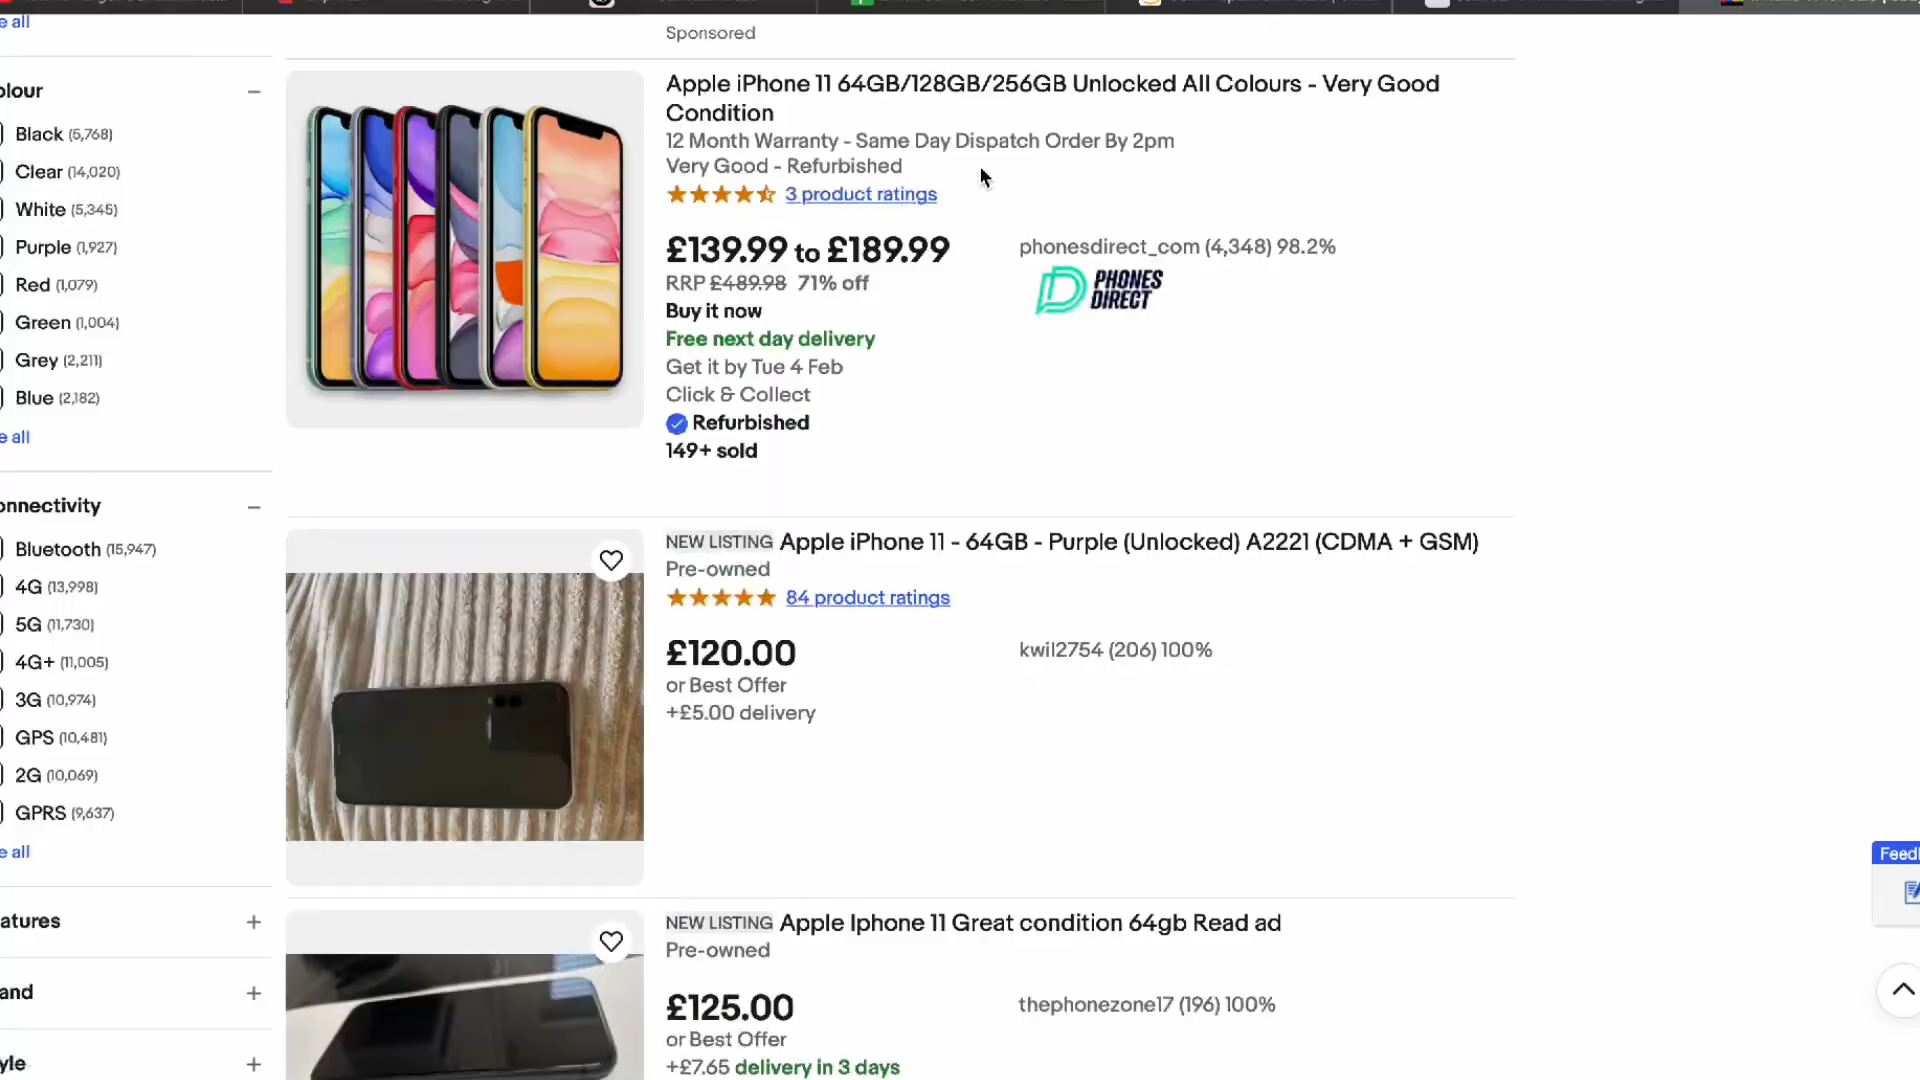 e all
Sponsored
olour
Black (5,768)
Clear (14,020)
White (5,345)
Purple (1,927)
Red (1,079)
Green (1,004)
Grey (2,211)
Blue (2,182)
e all
onnectivity
Bluetooth (15,947)
4G (13,998)
5G (11,730)
4G+ (11,005)
3G (10,974)
GPS (10,481)
2G (10,069)
GPRS (9,637)
e all
atures
and
yle
Apple iPhone 11 64GB/128GB/256GB Unlocked All Colours - Very Good
Condition
12 Month Warranty - Same Day Dispatch Order By 2pm
Very Good - Refurbished
3 product ratings
£139.99 to £189.99
RRP £489.98 71% off
Buy it now
Free next day delivery
Get it by Tue 4 Feb
Click & Collect
Refurbished
149+ sold
phonesdirect_com (4,348) 98.2%
PHONES
DIRECT
NEW LISTING Apple iPhone 11 - 64GB - Purple (Unlocked) A2221 (CDMA + GSM)
Pre-owned
84 product ratings
£120.00
or Best Offer
+£5.00 delivery
kwil2754 (206) 100%
NEW LISTING Apple Iphone 11 Great condition 64gb Read ad
Pre-owned
£125.00
or Best Offer
+£7.65 delivery in 3 days
thephonezone17 (196) 100%
Feed